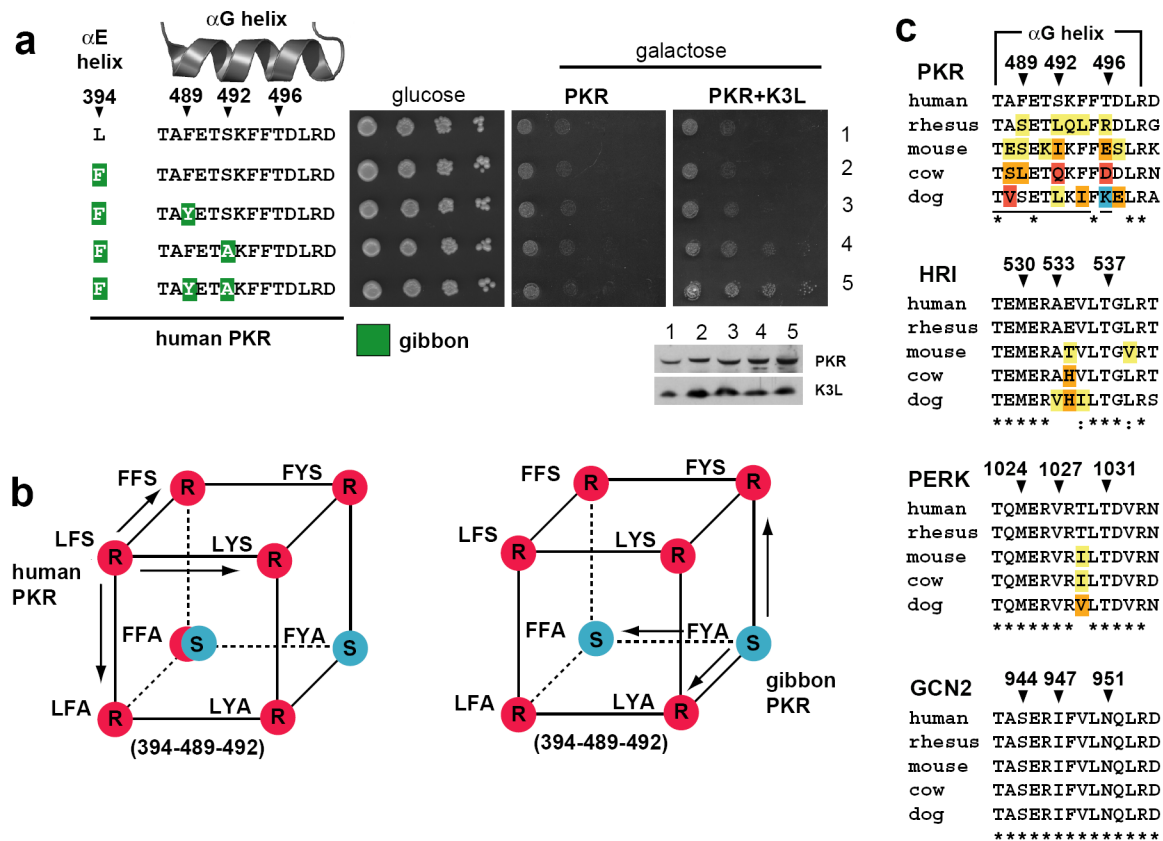 a
αE
helix
αG helix
394
489 492 496
L TAFETSKFFTDLRD
F TAFETSKFFTDLRD
F TAYETSKFFTDLRD
F TAFETAKFFTDLRD
F TAYETAKFFTDLRD
human PKR
galactose
glucose PKR PKR+K3L
1
2
3
4
5
gibbon
1 2 3 4 5
PKR
K3L
b
FFS FYS
R R
LFS LYS
R R
human
PKR
FFA FYA
S S
LFA LYA
R R
(394-489-492)
FFS FYS
R R
LFS LYS
R R
FFA FYA
S S
gibbon
PKR
LFA LYA
R R
(394-489-492)
c
αG helix
489 492 496
PKR
human TAFETSKFFTDLRD
rhesus TASETLQLFRDLRG
mouse TESEKIKFFESLRK
cow TSLETQKFFDDLRN
dog TVSETLKIFKELRA
* * * **
530 533 537
HRI
human TEMERAEVLTGLRT
rhesus TEMERAEVLTGLRT
mouse TEMERATVLTGVRT
cow TEMERAHVLTGLRT
dog TEMERVHILTGLRS
***** :***:*
1024 1027 1031
PERK
human TQMERVRTLTDVRN
rhesus TQMERVRTLTDVRN
mouse TQMERVRILTDVRN
cow TQMERVRILTDVRD
dog TQMERVRVLTDVRN
******* *****
944 947 951
GCN2
human TASERIFVLNQLRD
rhesus TASERIFVLNQLRD
mouse TASERIFVLNQLRD
cow TASERIFVLNQLRD
dog TASERIFVLNQLRD
**************